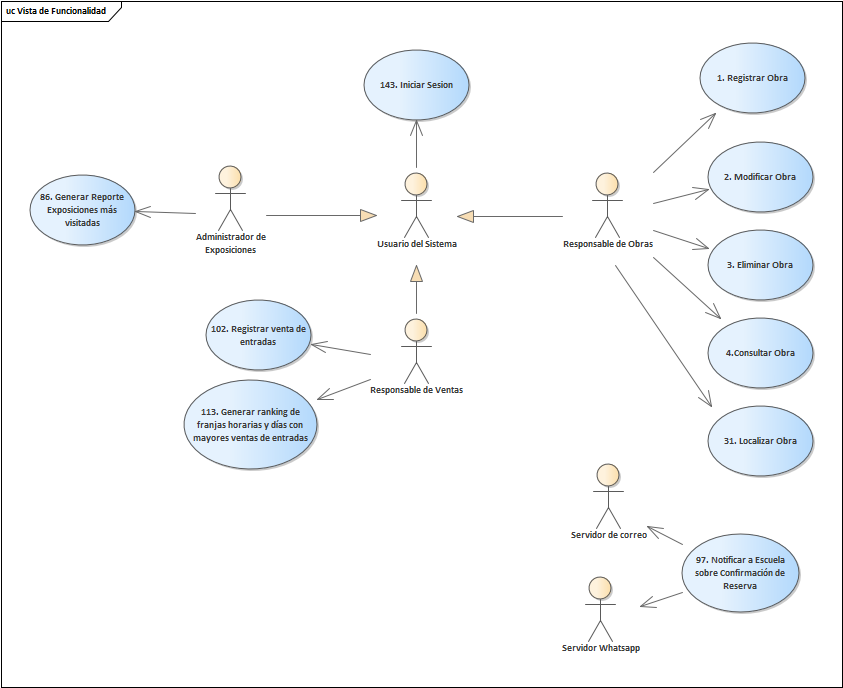 uc Vista de Funcionalidad
143. Iniciar Sesion
1. Registrar Obra
2. Modificar Obra
86. Generar Reporte
Exposiciones más
visitadas
Administrador de
Exposiciones
Usuario del Sistema
Responsable de Obras
3. Eliminar Obra
102. Registrar venta de
entradas
4.Consultar Obra
Responsable de Ventas
113. Generar ranking de
franjas horarias y días con
mayores ventas de entradas
31. Localizar Obra
Servidor de correo
97. Notificar a Escuela
sobre Confirmación de
Reserva
Servidor Whatsapp